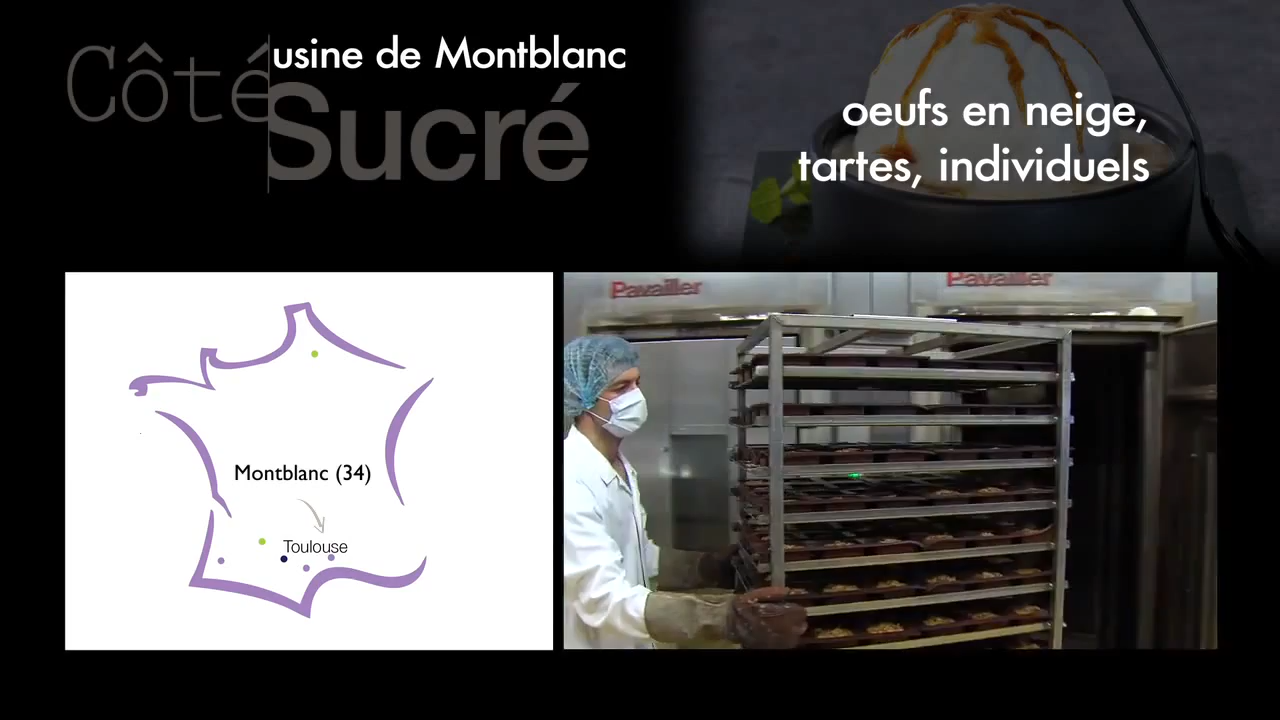 Côté
usine de Montblanc
Sucré
oeufs en neige,
tartes, individuels
Montblanc (34)
Toulouse
Pavailler
Pavailler